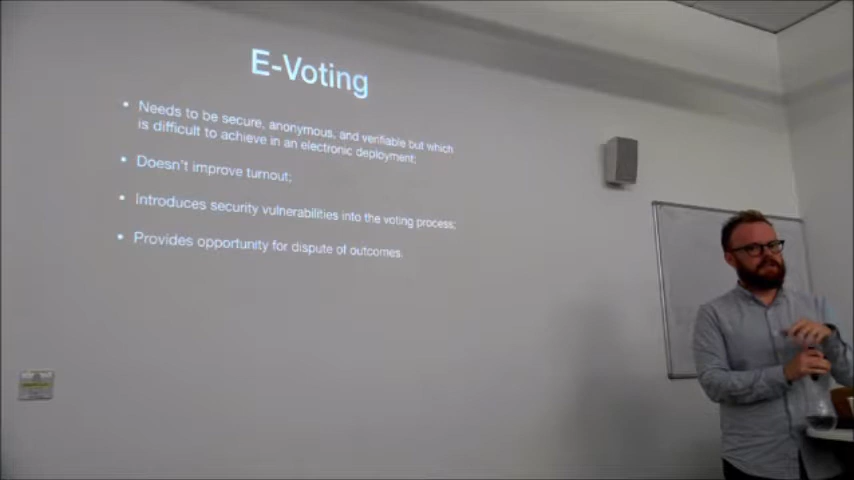 E-Voting
• Needs to be secure, anonymous, and verifiable but which
is difficult to achieve in an electronic deployment;
• Doesn't improve turnout;
• Introduces security vulnerabilities into the voting process;
• Provides opportunity for dispute of outcomes.